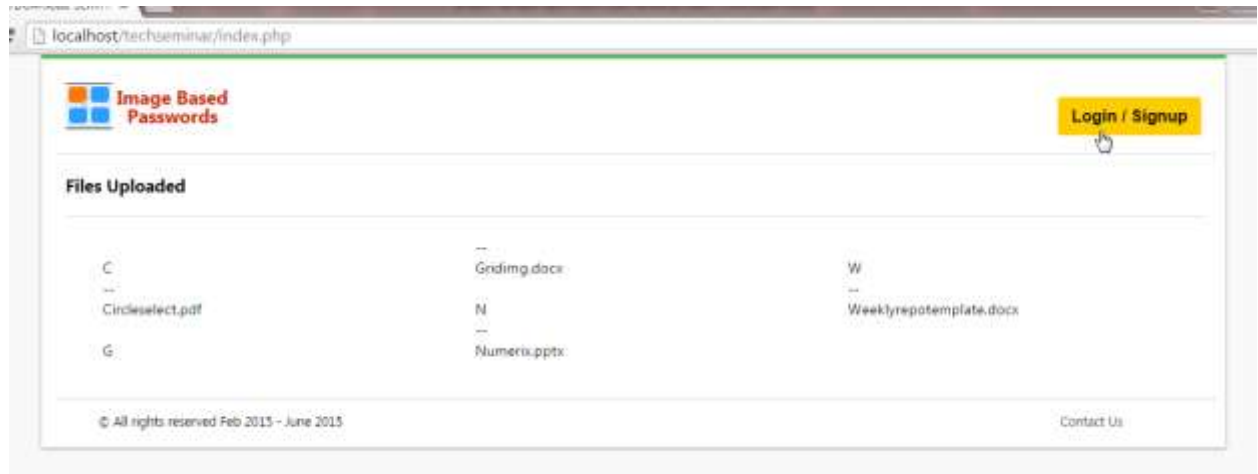 localhost/techseminar/index.php
Image Based
Passwords
Login / Signup
Files Uploaded
C
--
Circleselect.pdf
G
--
Gridimg.docx
N
--
Numerix.pptx
W
--
Weeklyrepotemplate.docx
© All rights reserved Feb 2015 - June 2015
Contact Us